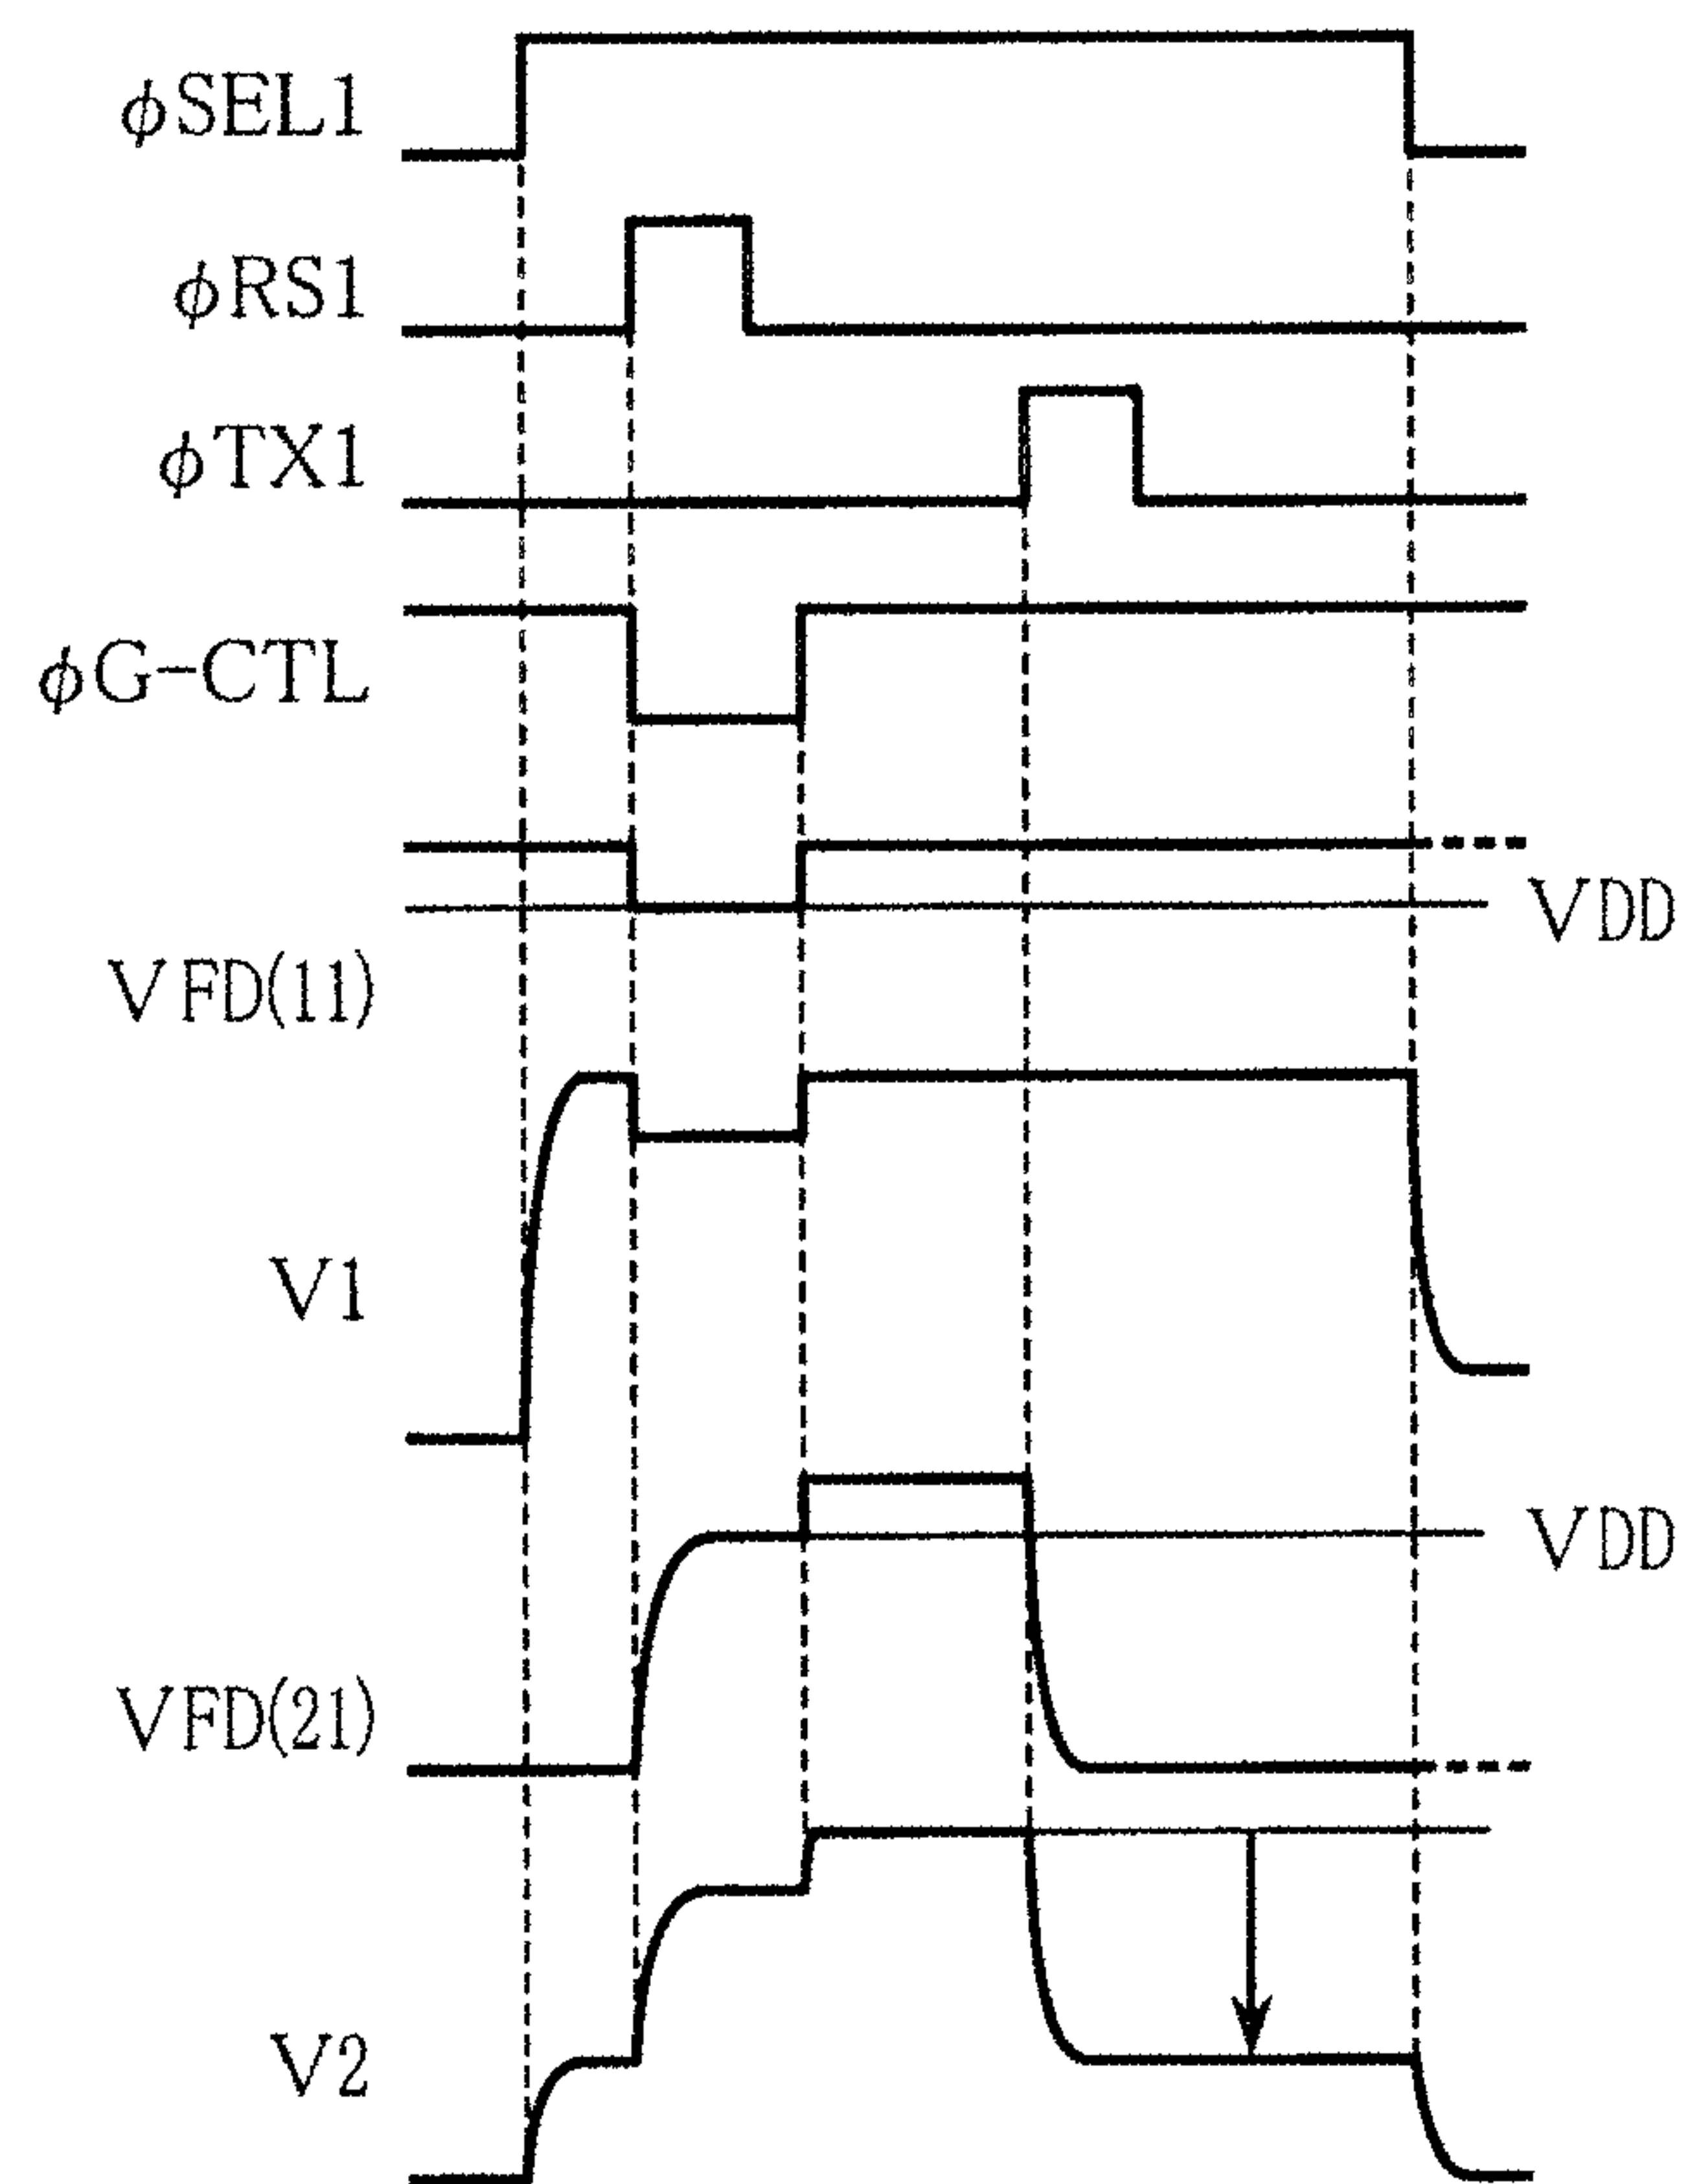 φSEL1
φRS1
φTX1
φG-CTL
VDD
VFD(11)
V1
VDD
VFD(21)
V2